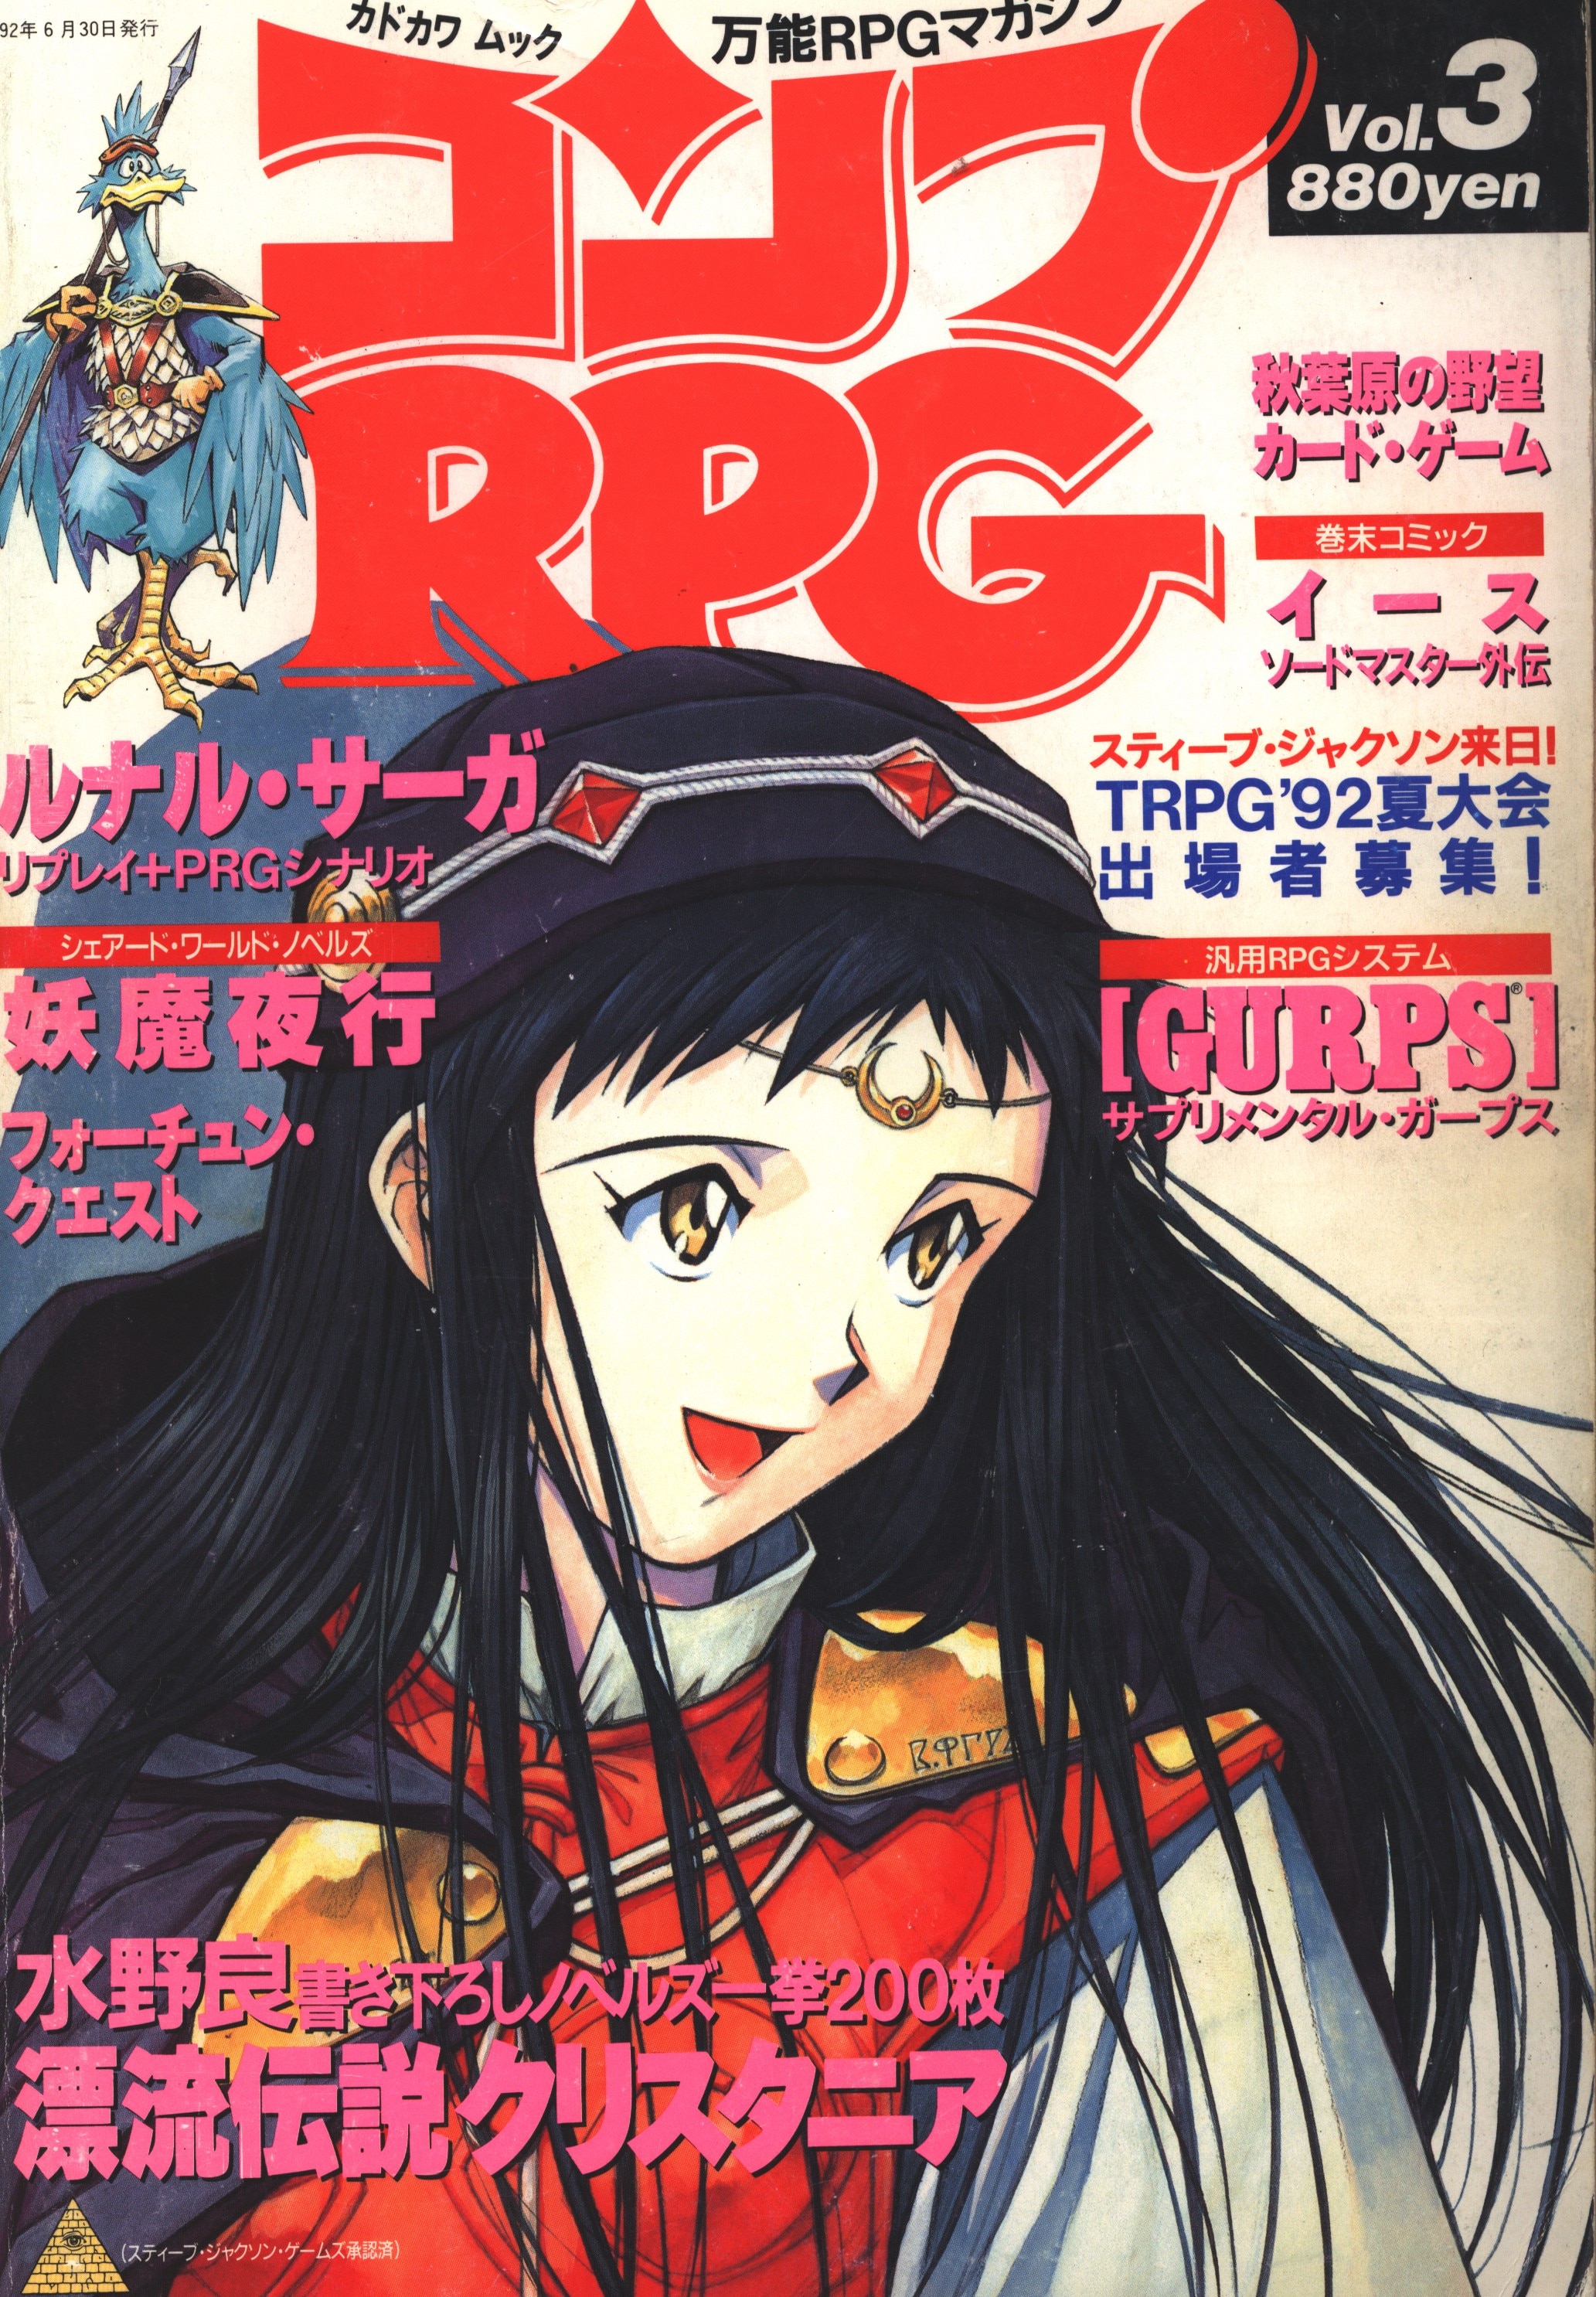 92年6月30日発行
カドカワ ムック
万能RPGマガジン
コンプ
RPG
Vol.3
880yen
秋葉原の野望
カード・ゲーム
巻末コミック
イース
ソードマスター外伝
スティーブ・ジャクソン来日!
TRPG'92夏大会
出場者募集!
汎用RPGシステム
[GURPS®]
サプリメンタル・ガープス
ルナル・サーガ
リプレイ+PRGシナリオ
シェアード・ワールド・ノベルズ
妖魔夜行
フォーチュン・
クエスト
水野良書き下ろしノベルズ一挙200枚
漂流伝説クリスタニア
(スティーブ・ジャクソン・ゲームズ承認済)